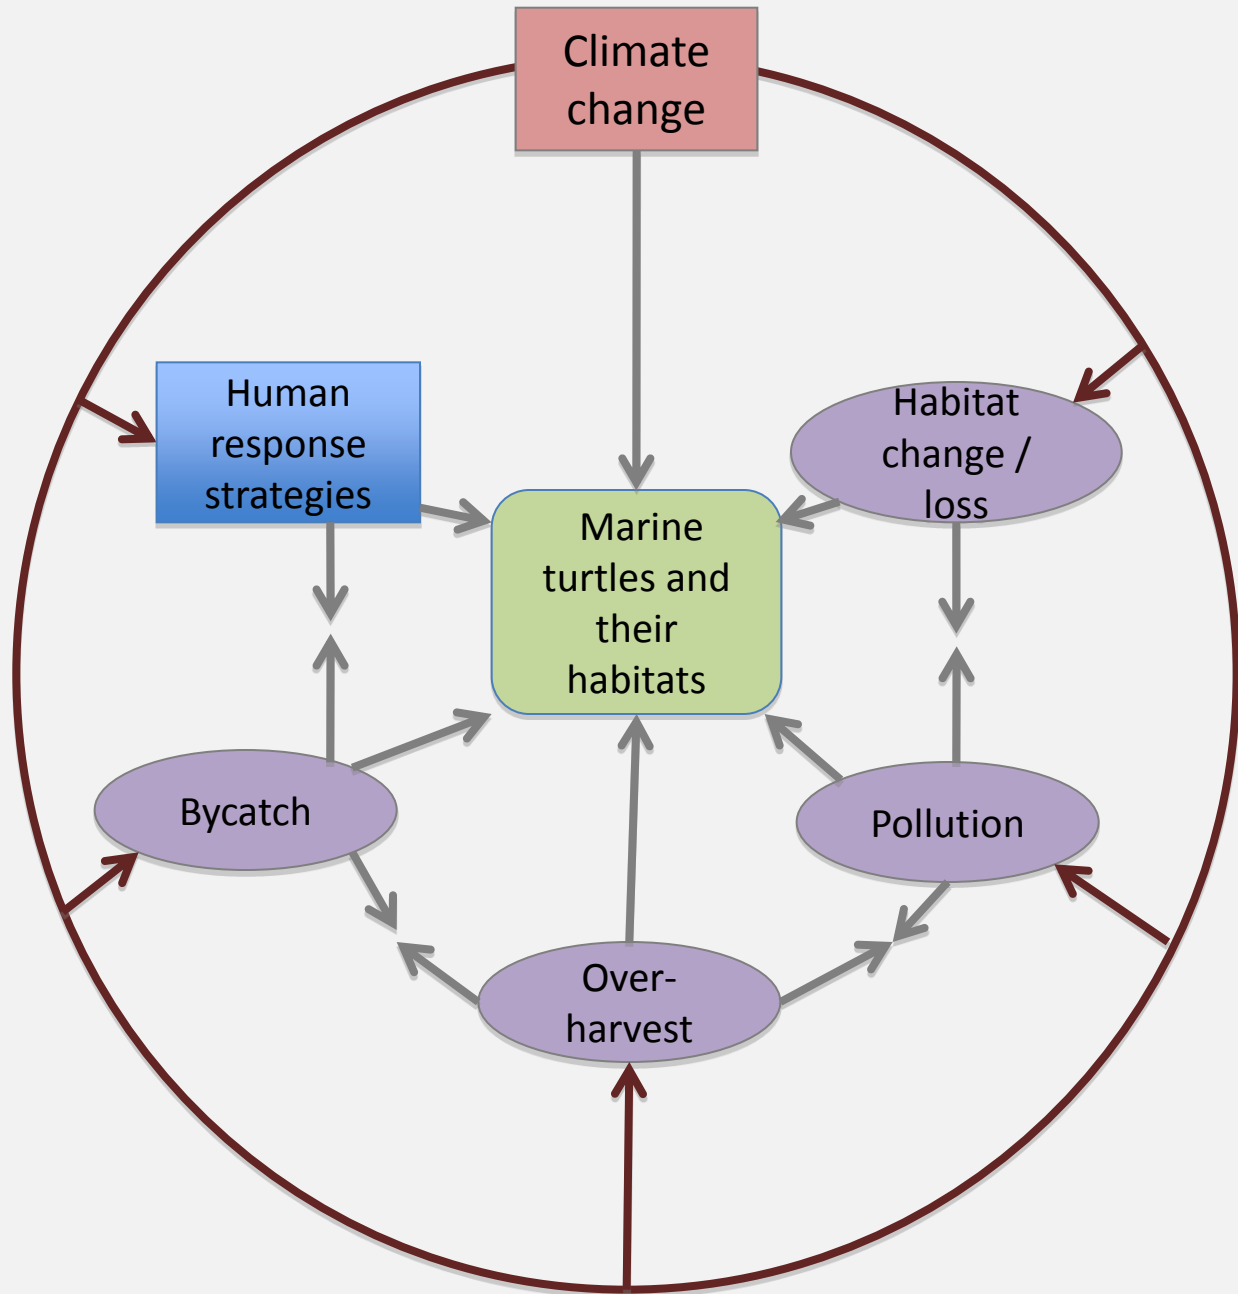 Climate
change
Human
response
strategies
Habitat
change /
loss
Marine
turtles and
their
habitats
Bycatch
Pollution
Over-
harvest